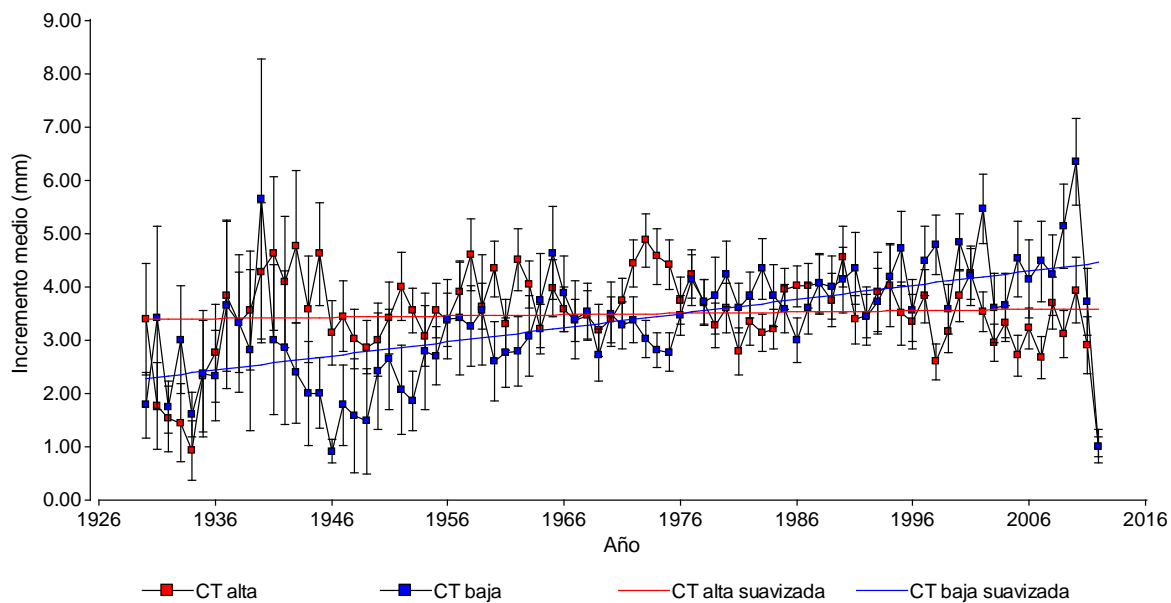 9.00
8.00
7.00
6.00
5.00
4.00
3.00
2.00
1.00
0.00
Incremento medio (mm)
1926 1936 1946 1956 1966 1976 1986 1996 2006 2016
Año
CT alta CT baja CT alta suavizada CT baja suavizada